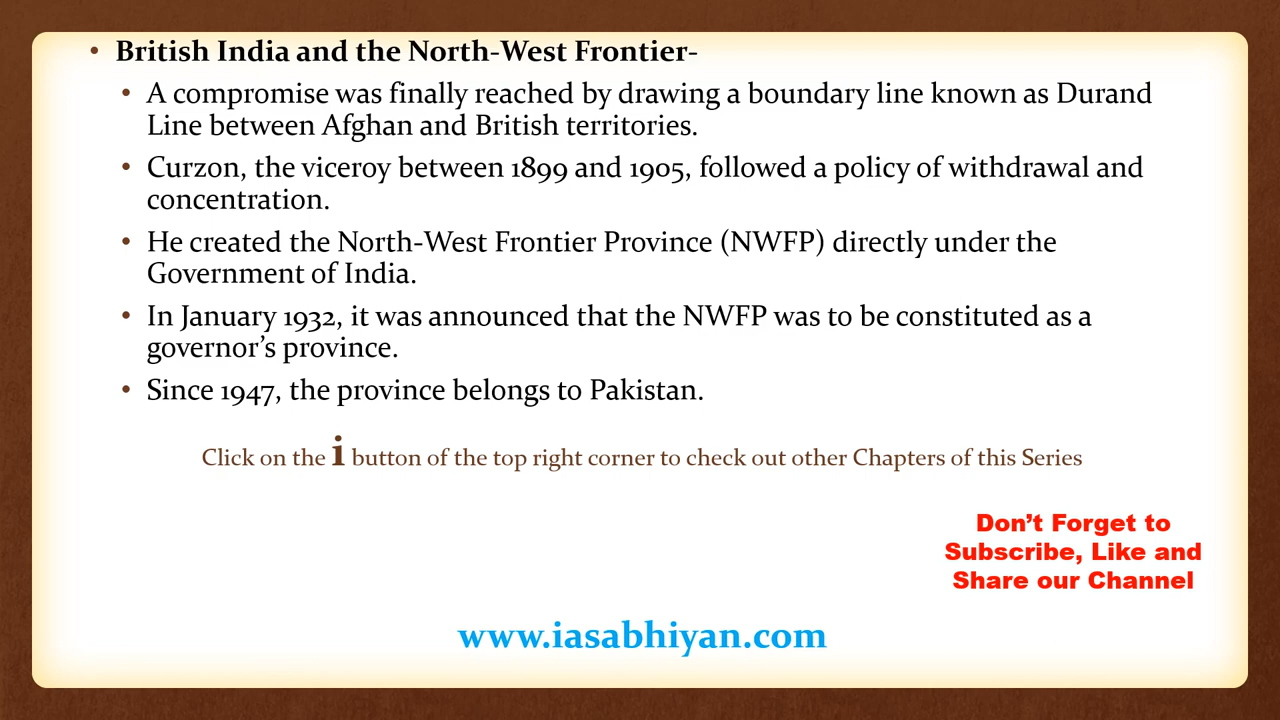 • British India and the North-West Frontier-
• A compromise was finally reached by drawing a boundary line known as Durand
Line between Afghan and British territories.
• Curzon, the viceroy between 1899 and 1905, followed a policy of withdrawal and
concentration.
• He created the North-West Frontier Province (NWFP) directly under the
Government of India.
• In January 1932, it was announced that the NWFP was to be constituted as a
governor’s province.
• Since 1947, the province belongs to Pakistan.
Click on the i button of the top right corner to check out other Chapters of this Series
Don’t Forget to
Subscribe, Like and
Share our Channel
www.iasabhiyan.com